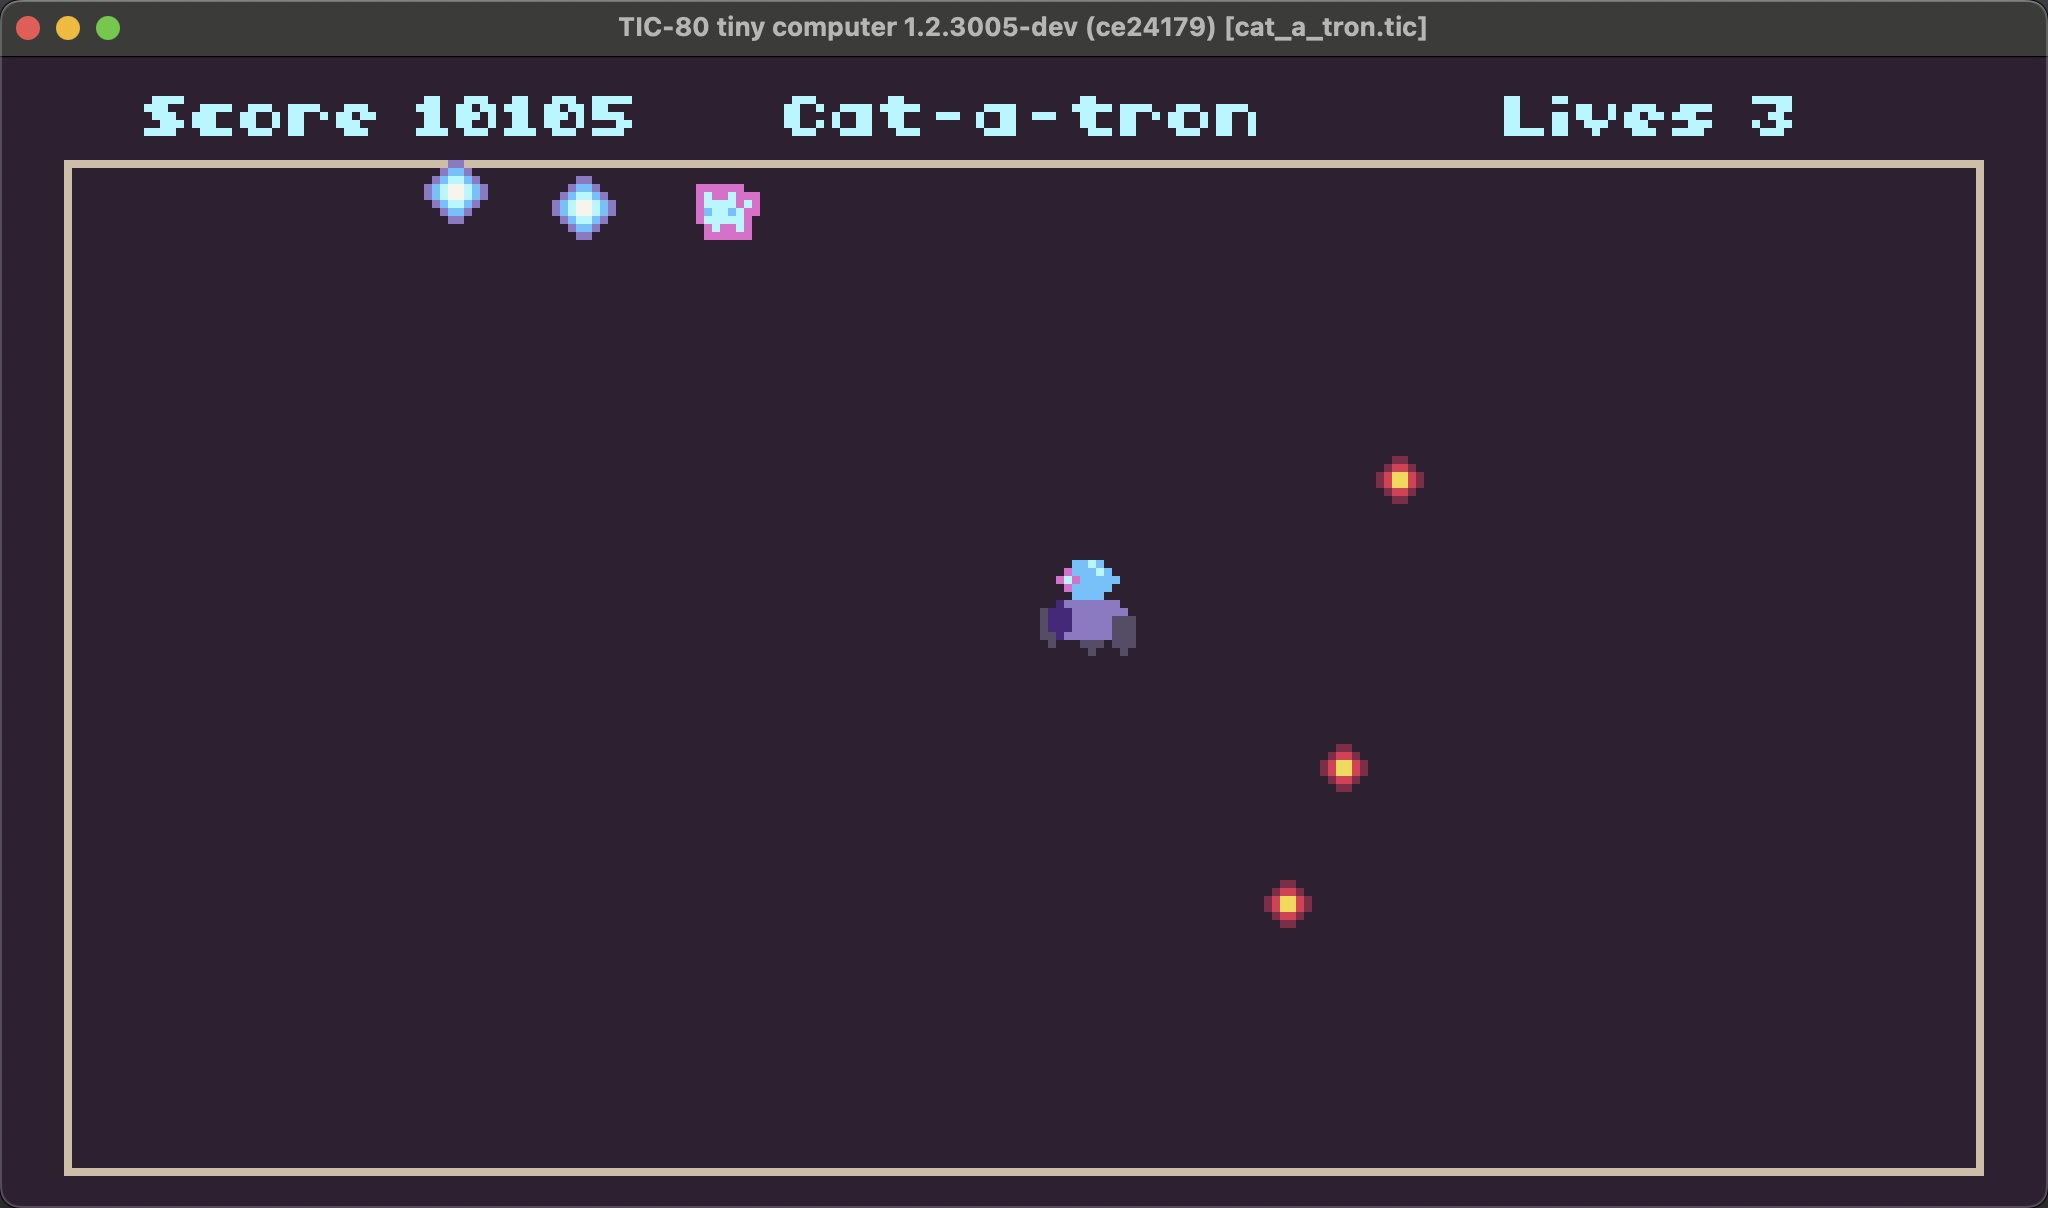 TIC-80 tiny computer 1.2.3005-dev (ce24179) [cat_a_tron.tic]
Score 10105 Cat-a-tron Lives 3